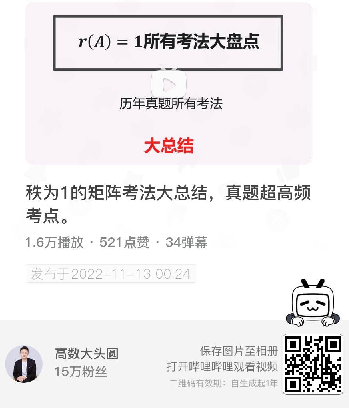 r(A) = 1所有考法大盘点
历年真题所有考法
大总结
秩为1的矩阵考法大总结，真题超高频
考点。
1.6万播放 · 521点赞 · 34弹幕
发布于2022-11-13 00:24
高数大头圆
15万粉丝
保存图片至相册
打开哔哩哔哩观看视频
二维码有效期：自生成起1年